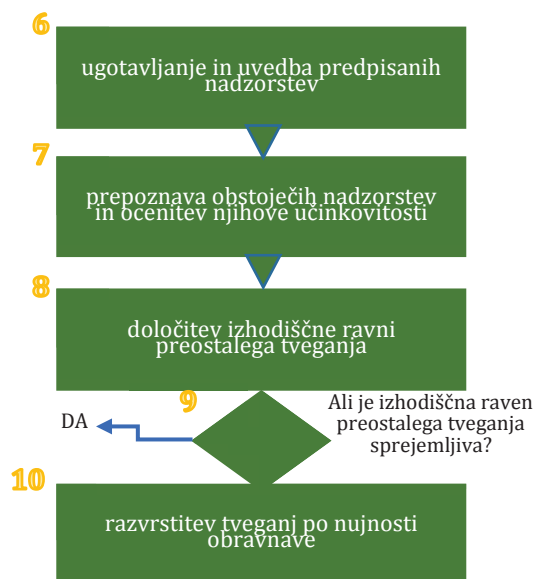 6
ugotavljanje in uvedba predpisanih
nadzorstev
7
prepoznava obstoječih nadzorstev
in ocenitev njihove učinkovitosti
8
določitev izhodiščne ravni
preostalega tveganja
9
Ali je izhodiščna raven
preostalega tveganja
sprejemljiva?
DA
10
razvrstitev tveganj po nujnosti
obravnave